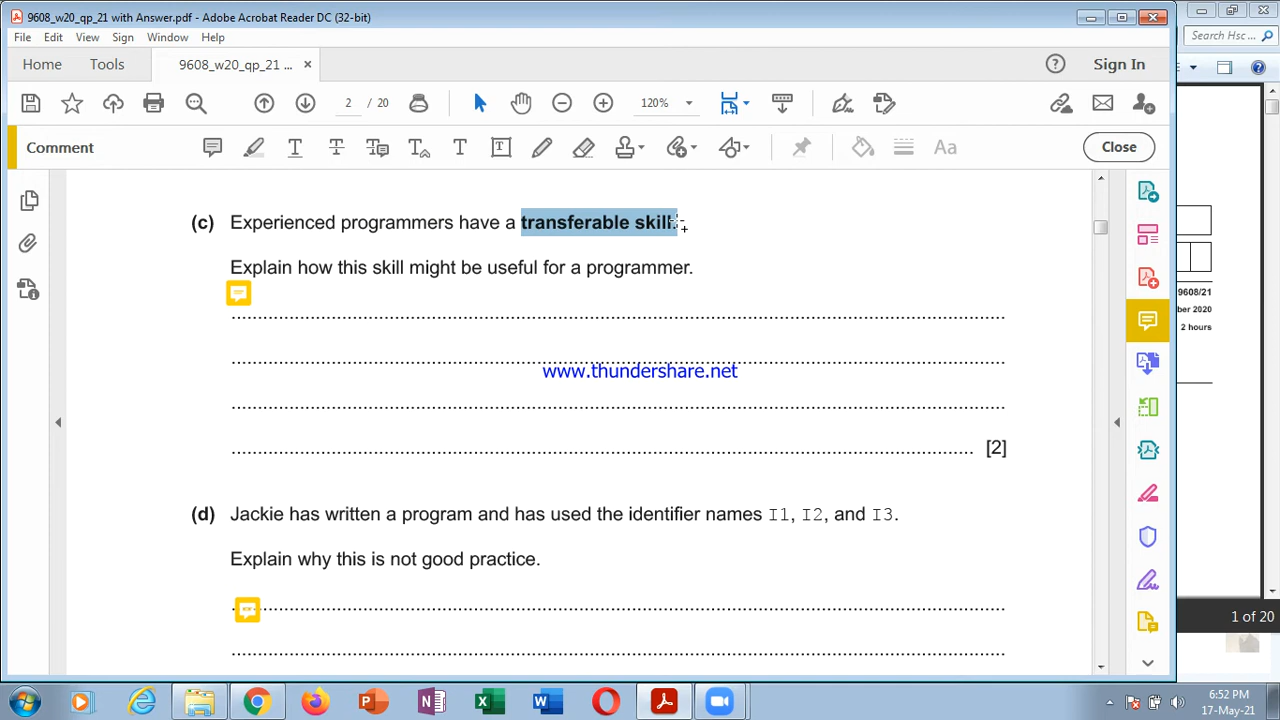 9608_w20_qp_21 with Answer.pdf - Adobe Acrobat Reader DC (32-bit)
File Edit View Sign Window Help
Home Tools 9608_w20_qp_21 ... × Sign In
2 / 20 120%
Comment Close
(c) Experienced programmers have a transferable skill.
Explain how this skill might be useful for a programmer.
www.thundershare.net
[2]
(d) Jackie has written a program and has used the identifier names I1, I2, and I3.
Explain why this is not good practice.
Search Hsc
9608/21
ber 2020
2 hours
1 of 20
6:52 PM
17-May-21